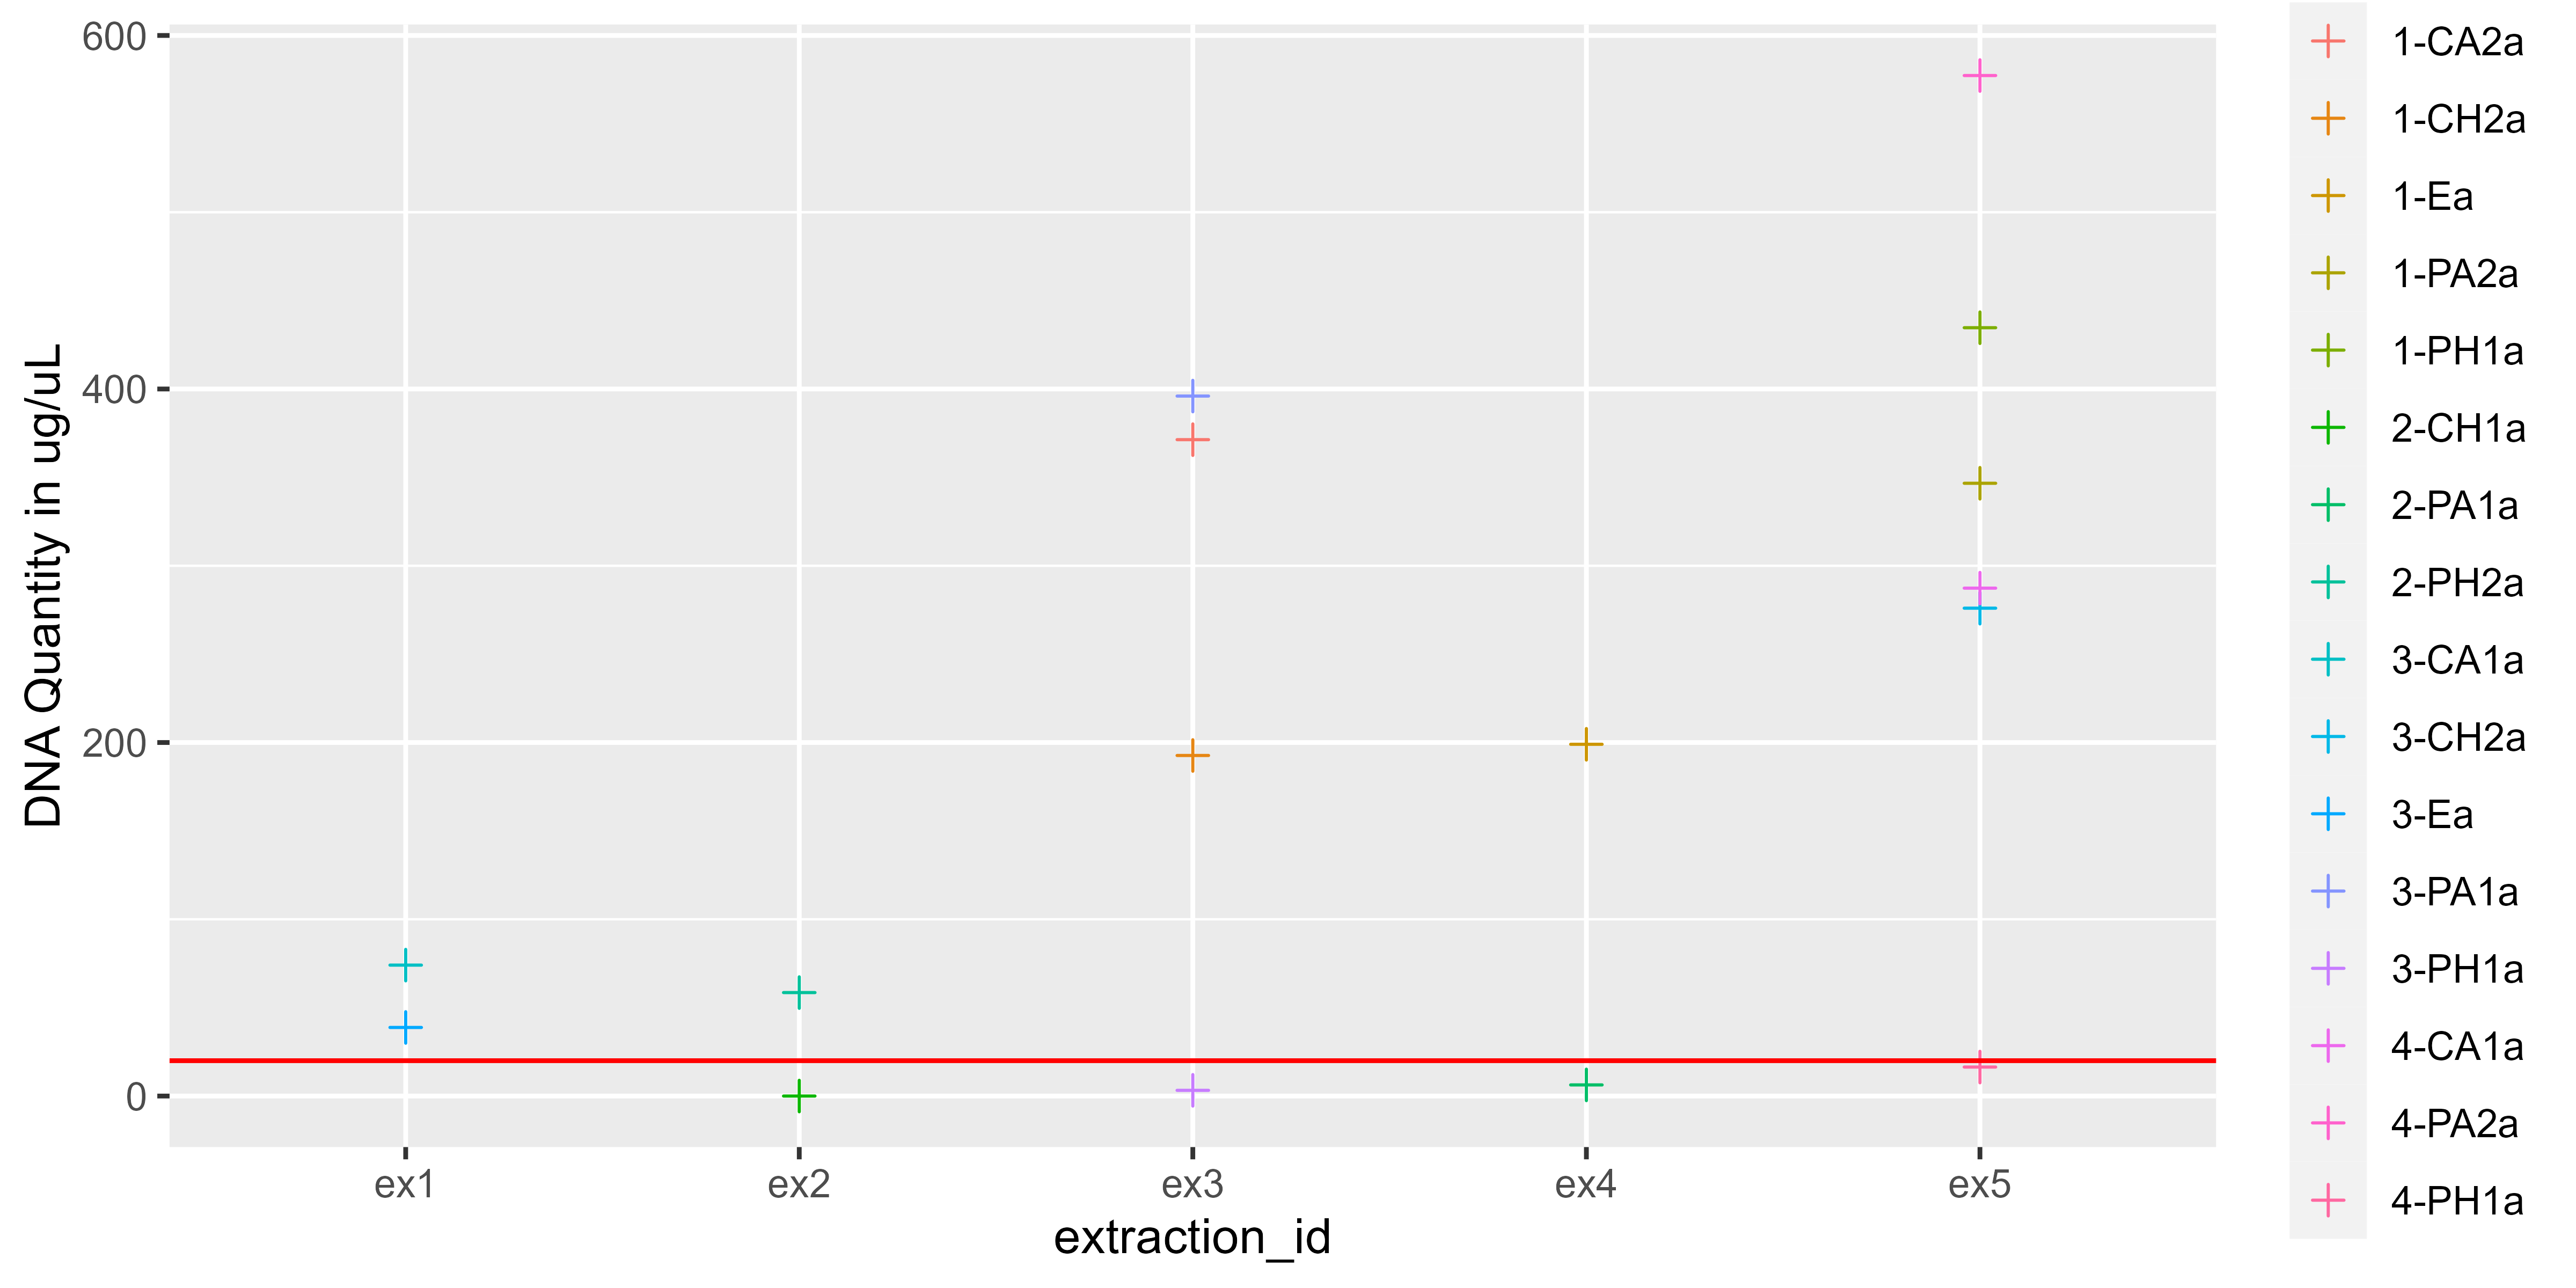 600
400
200
0
DNA Quantity in ug/uL
ex1
ex2
ex3
ex4
ex5
extraction_id
1-CA2a
1-CH2a
1-Ea
1-PA2a
1-PH1a
2-CH1a
2-PA1a
2-PH2a
3-CA1a
3-CH2a
3-Ea
3-PA1a
3-PH1a
4-CA1a
4-PA2a
4-PH1a